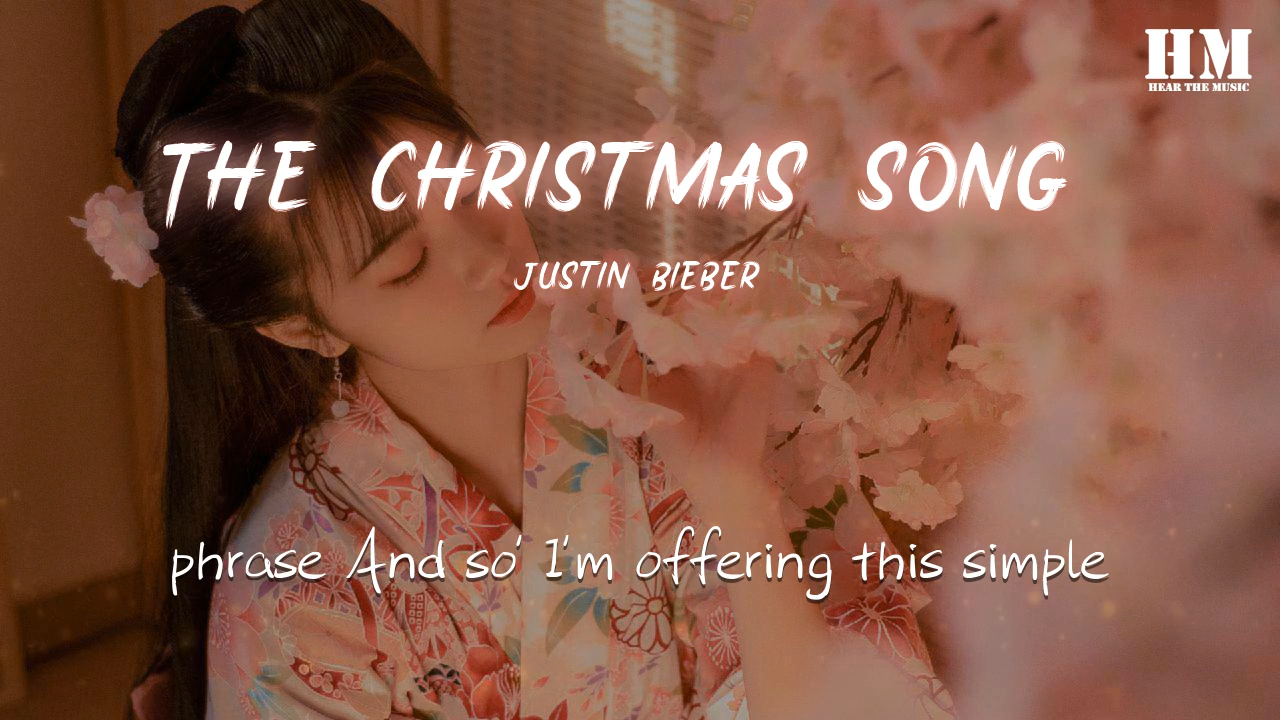 HM
HEAR THE MUSIC
THE CHRISTMAS SONG
JUSTIN BIEBER
phrase And so' I'm offering this simple